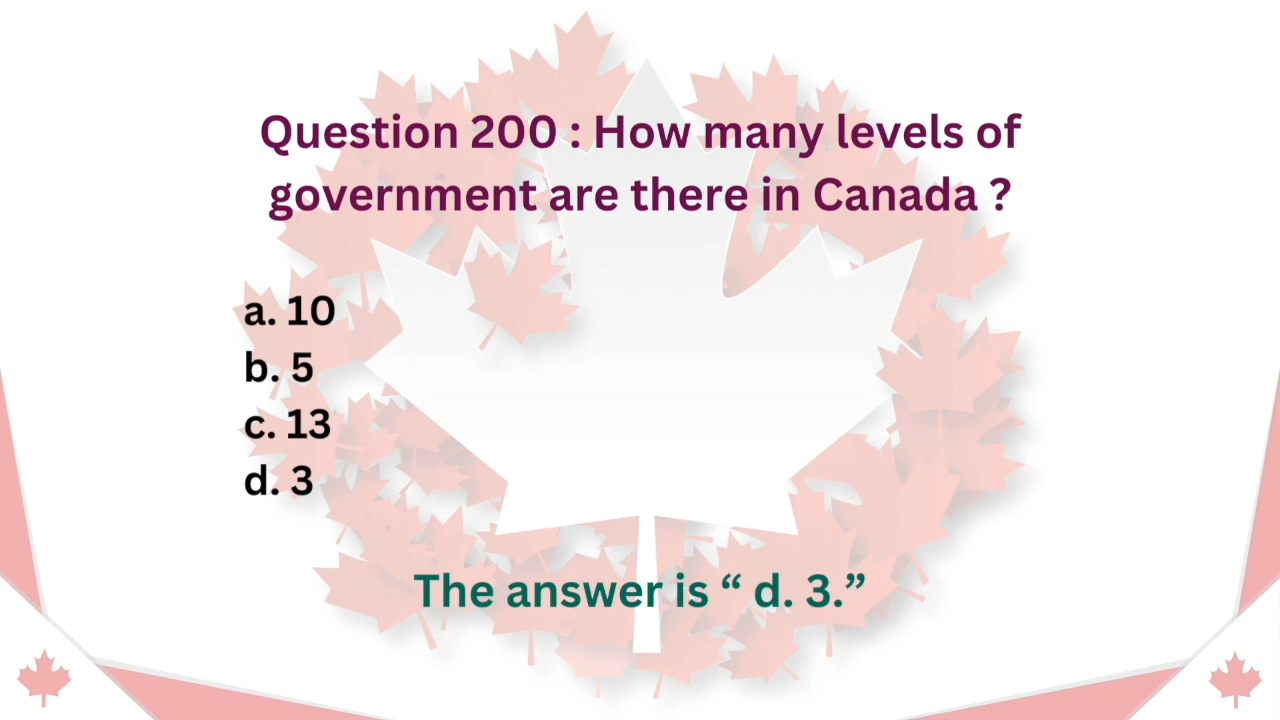 Question 200 : How many levels of
government are there in Canada ?
a. 10
b. 5
c. 13
d. 3
The answer is “ d. 3.”